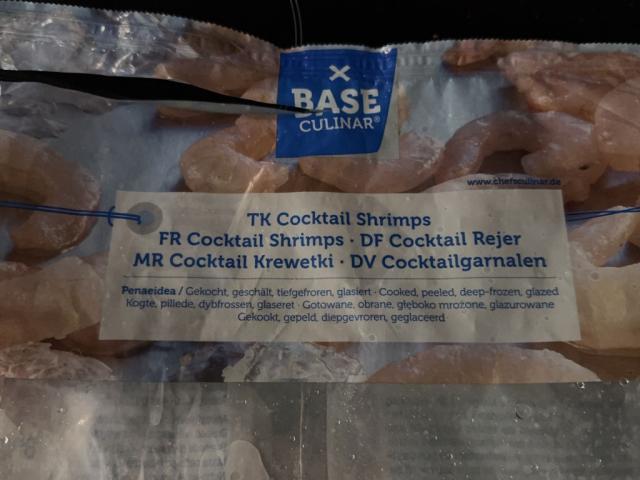 BASE
CULINAR®
www.chefsculinar.de
TK Cocktail Shrimps
FR Cocktail Shrimps · DF Cocktail Rejer
MR Cocktail Krewetki · DV Cocktailgarnalen
Penaeidea / Gekocht, geschält, tiefgefroren, glasiert · Cooked, peeled, deep-frozen, glazed
Kogte, pillede, dybfrossen, glaseret · Gotowane, obrane, głęboko mrożone, glazurowane
Gekookt, gepeld, diepgevroren, geglaceerd